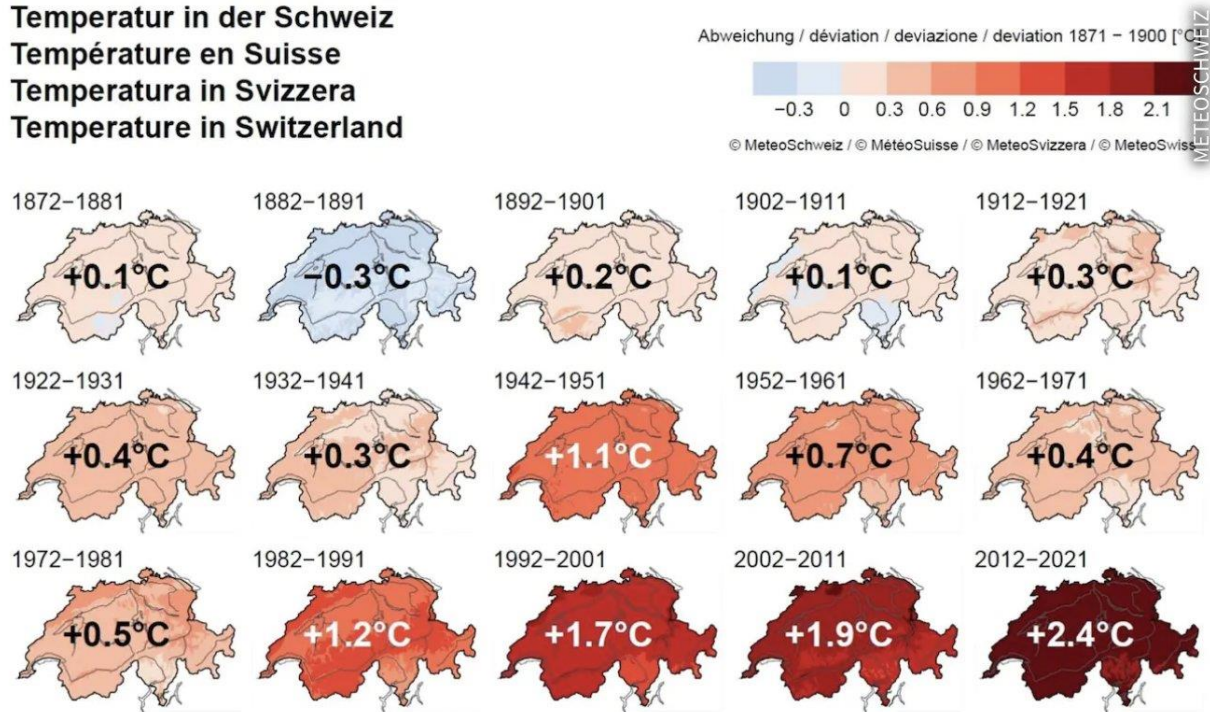 Temperatur in der Schweiz
Température en Suisse
Temperatura in Svizzera
Temperature in Switzerland
Abweichung / déviation / deviazione / deviation 1871 – 1900 [°C]
−0.3 0 0.3 0.6 0.9 1.2 1.5 1.8 2.1
© MeteoSchweiz / © MétéoSuisse / © MeteoSvizzera / © MeteoSwiss
METEOSCHWEIZ
1872−1881 1882−1891 1892−1901 1902−1911 1912−1921
+0.1°C −0.3°C +0.2°C +0.1°C +0.3°C
1922−1931 1932−1941 1942−1951 1952−1961 1962−1971
+0.4°C +0.3°C +1.1°C +0.7°C +0.4°C
1972−1981 1982−1991 1992−2001 2002−2011 2012−2021
+0.5°C +1.2°C +1.7°C +1.9°C +2.4°C